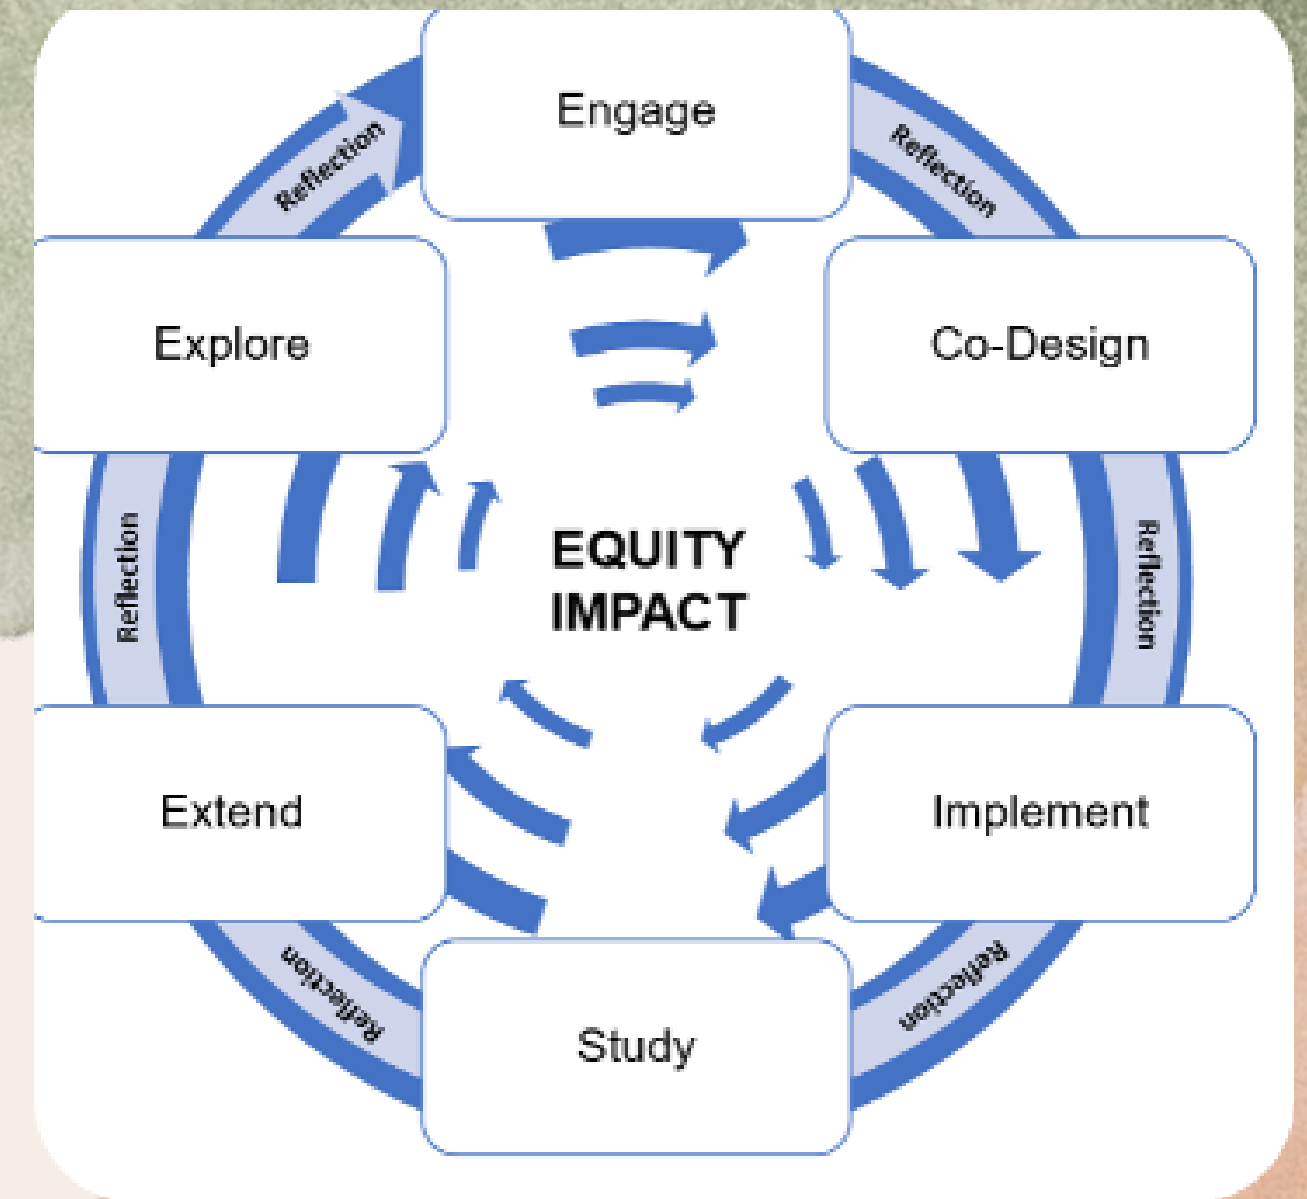 Engage
Reflection
Co-Design
Reflection
Implement
Reflection
Study
Reflection
Extend
Reflection
Explore
Reflection
EQUITY
IMPACT